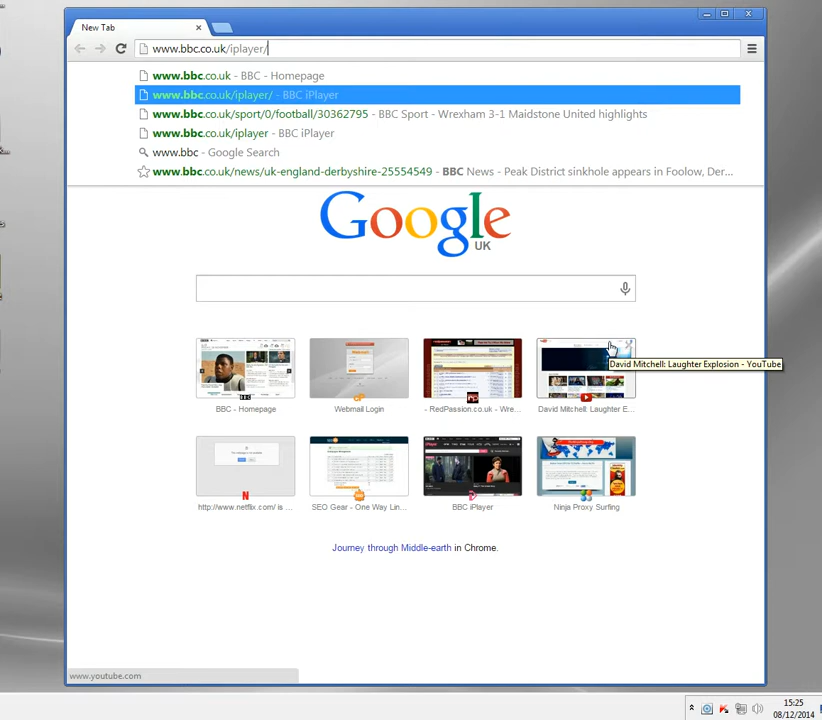 New Tab
www.bbc.co.uk/iplayer/
www.bbc.co.uk - BBC - Homepage
www.bbc.co.uk/iplayer/ - BBC iPlayer
www.bbc.co.uk/sport/0/football/30362795 - BBC Sport - Wrexham 3-1 Maidstone United highlights
www.bbc.co.uk/iplayer - BBC iPlayer
www.bbc - Google Search
www.bbc.co.uk/news/uk-england-derbyshire-25554549 - BBC News - Peak District sinkhole appears in Foolow, Der...
Google
UK
David Mitchell: Laughter Explosion - YouTube
BBC - Homepage
Webmail Login
- RedPassion.co.uk - Wre...
David Mitchell: Laughter E...
http://www.netflix.com/ is ...
SEO Gear - One Way Lin...
BBC iPlayer
Ninja Proxy Surfing
Journey through Middle-earth in Chrome.
www.youtube.com
15:25
08/12/2014